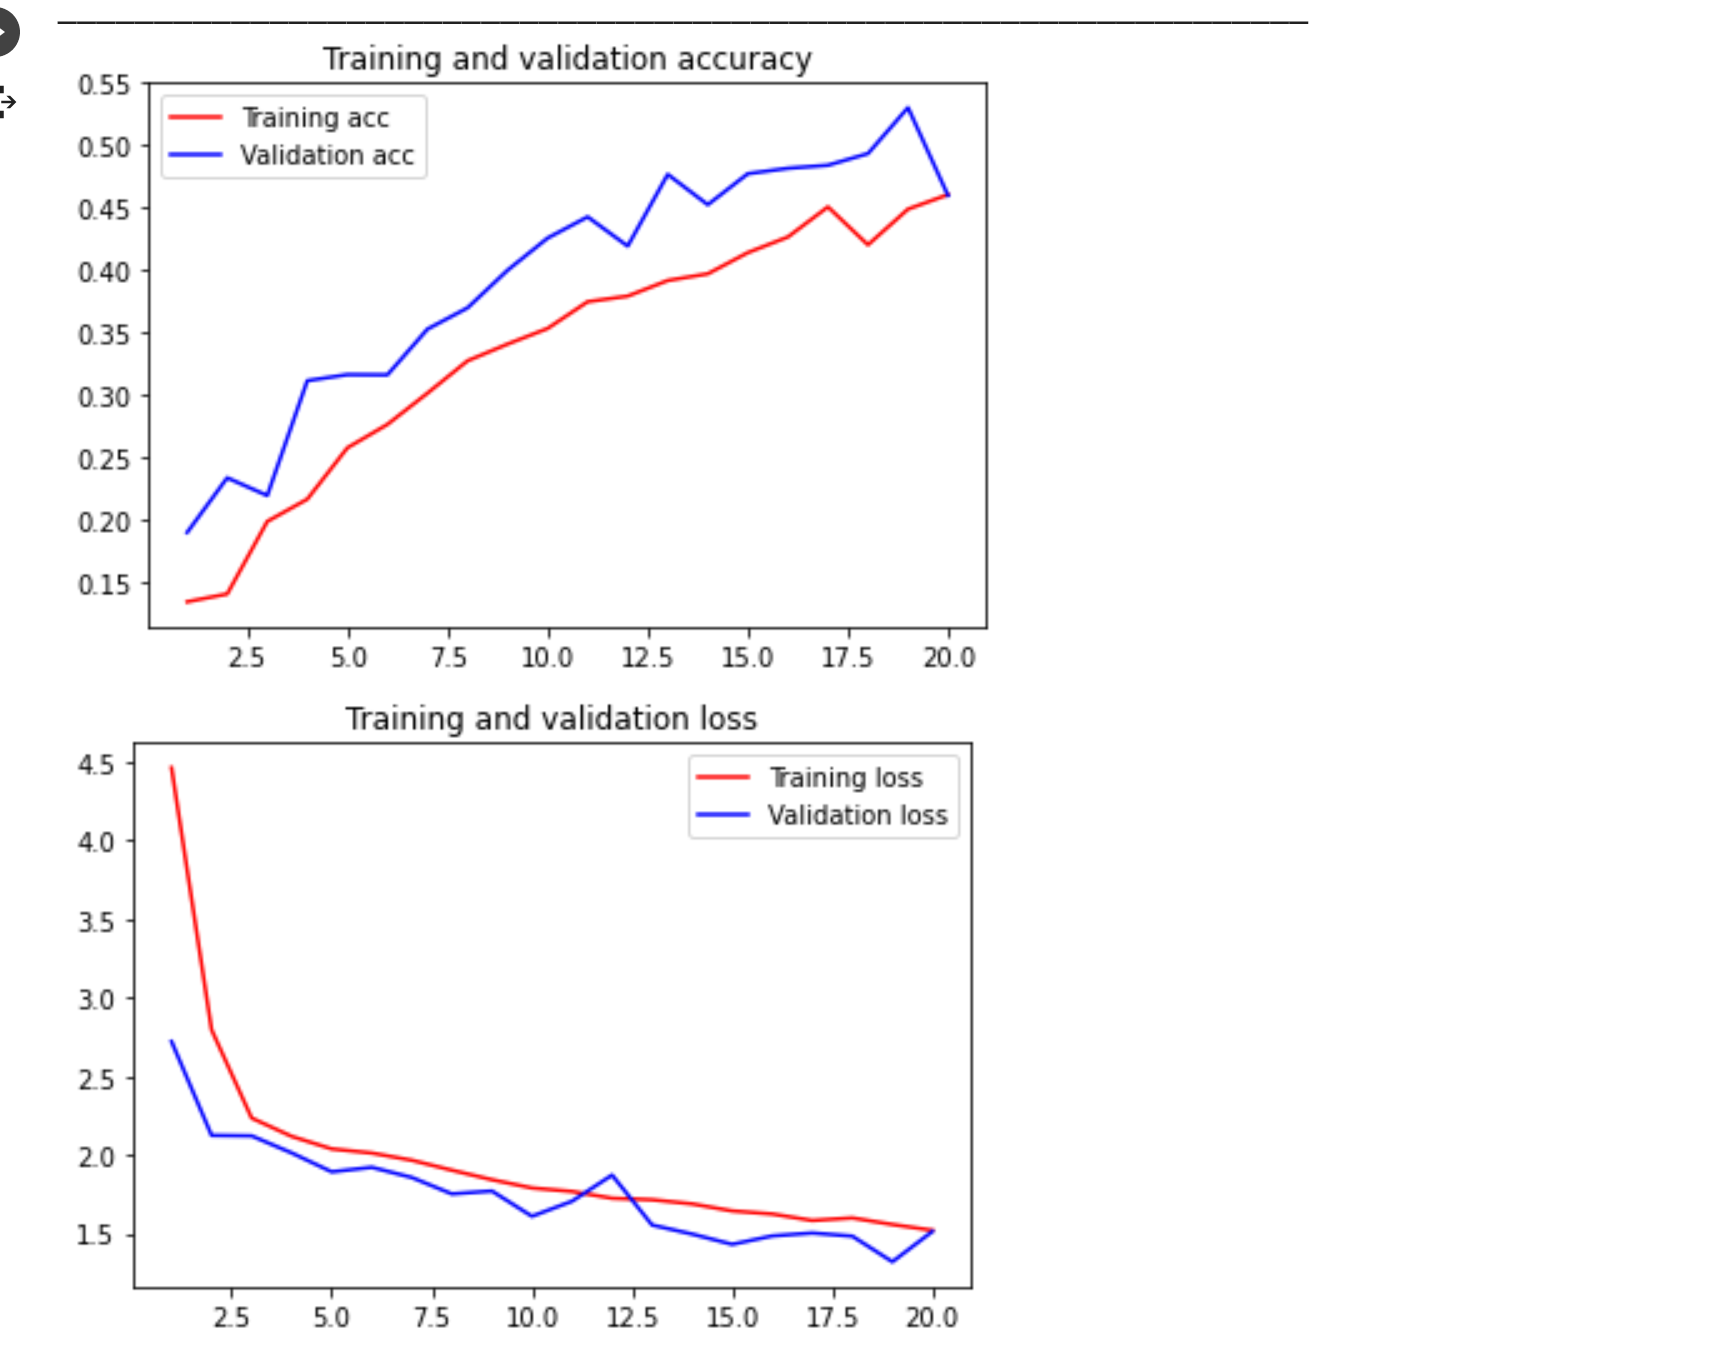 Training and validation accuracy
0.55
0.50
0.45
0.40
0.35
0.30
0.25
0.20
0.15
Training acc
Validation acc
2.5 5.0 7.5 10.0 12.5 15.0 17.5 20.0
Training and validation loss
4.5
4.0
3.5
3.0
2.5
2.0
1.5
Training loss
Validation loss
2.5 5.0 7.5 10.0 12.5 15.0 17.5 20.0